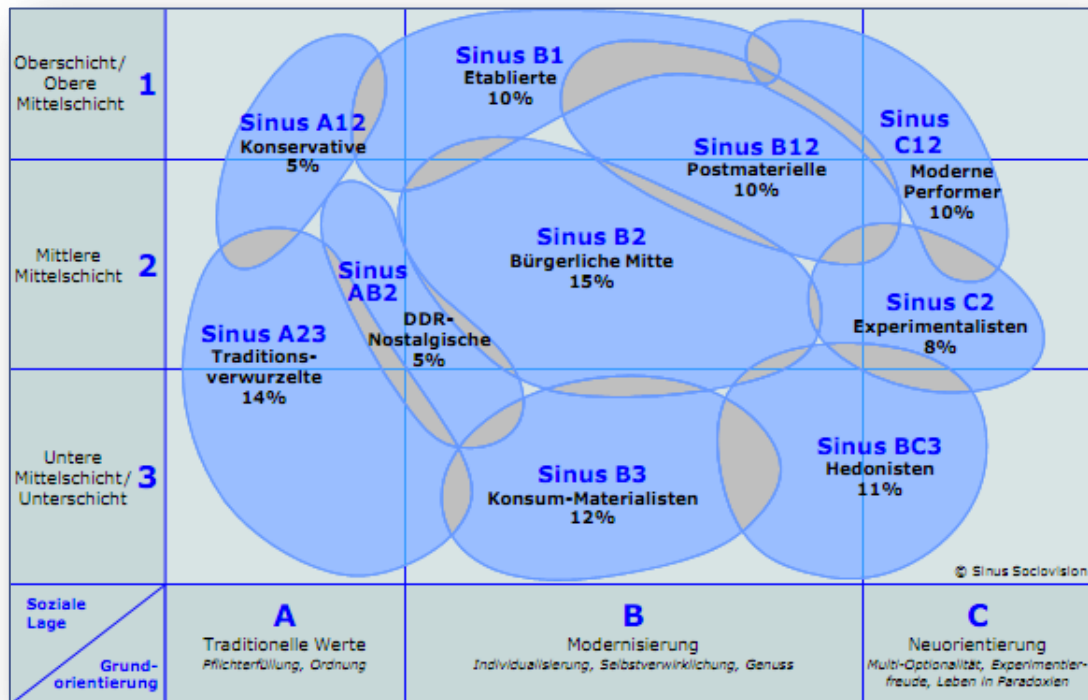 Oberschicht/
Obere
Mittelschicht
1
Mittlere
Mittelschicht
2
Untere
Mittelschicht/
Unterschicht
3
Sinus A12
Konservative
5%
Sinus B1
Etablierte
10%
Sinus B12
Postmaterielle
10%
Sinus
C12
Moderne
Performer
10%
Sinus A23
Traditions-
verwurzelte
14%
Sinus
AB2
DDR-
Nostalgische
5%
Sinus B2
Bürgerliche Mitte
15%
Sinus C2
Experimentalisten
8%
Sinus B3
Konsum-Materialisten
12%
Sinus BC3
Hedonisten
11%
© Sinus Sociovision
Soziale
Lage
Grund-
orientierung
A
Traditionelle Werte
Pflichterfüllung, Ordnung
B
Modernisierung
Individualisierung, Selbstverwirklichung, Genuss
C
Neuorientierung
Multi-Optionalität, Experimentier-
freude, Leben in Paradoxien